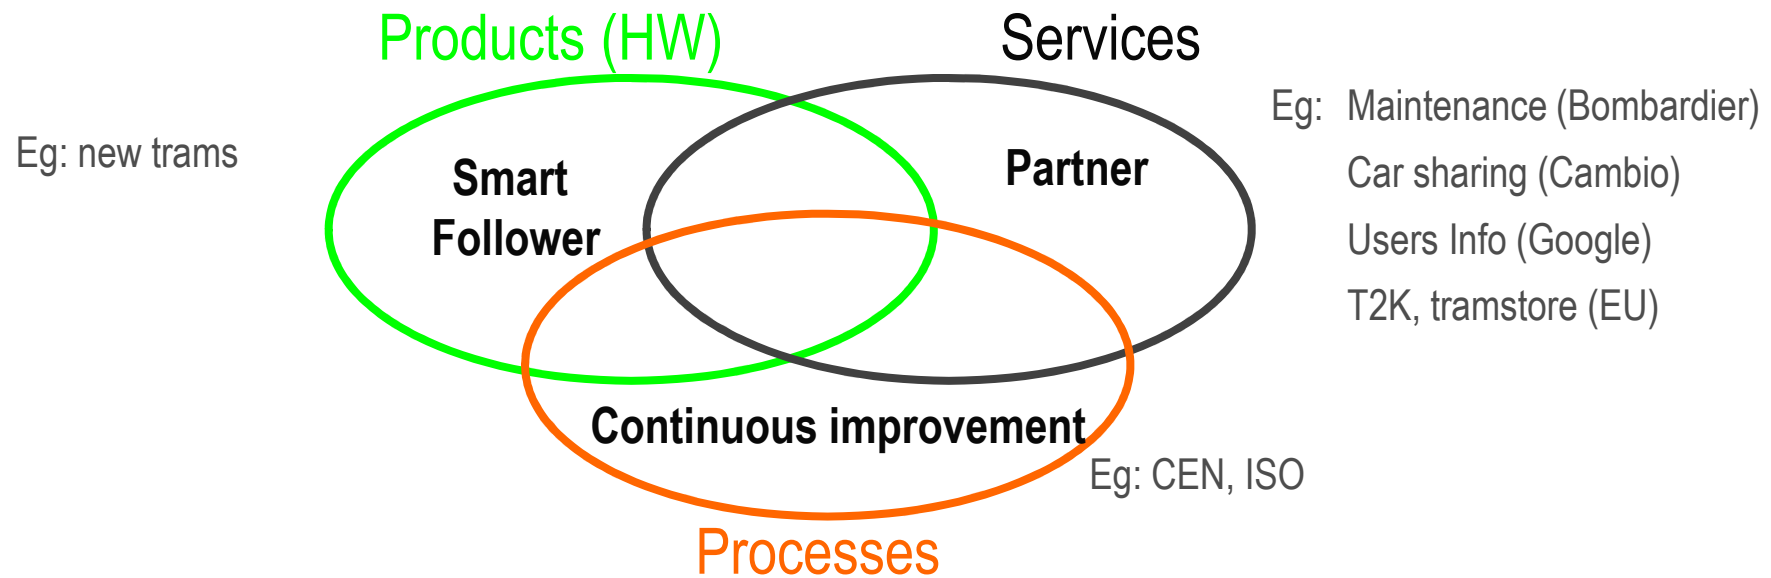 Products (HW)
Services
Eg: new trams
Smart
Follower
Partner
Eg: Maintenance (Bombardier)
Car sharing (Cambio)
Users Info (Google)
T2K, tramstore (EU)
Continuous improvement
Eg: CEN, ISO
Processes